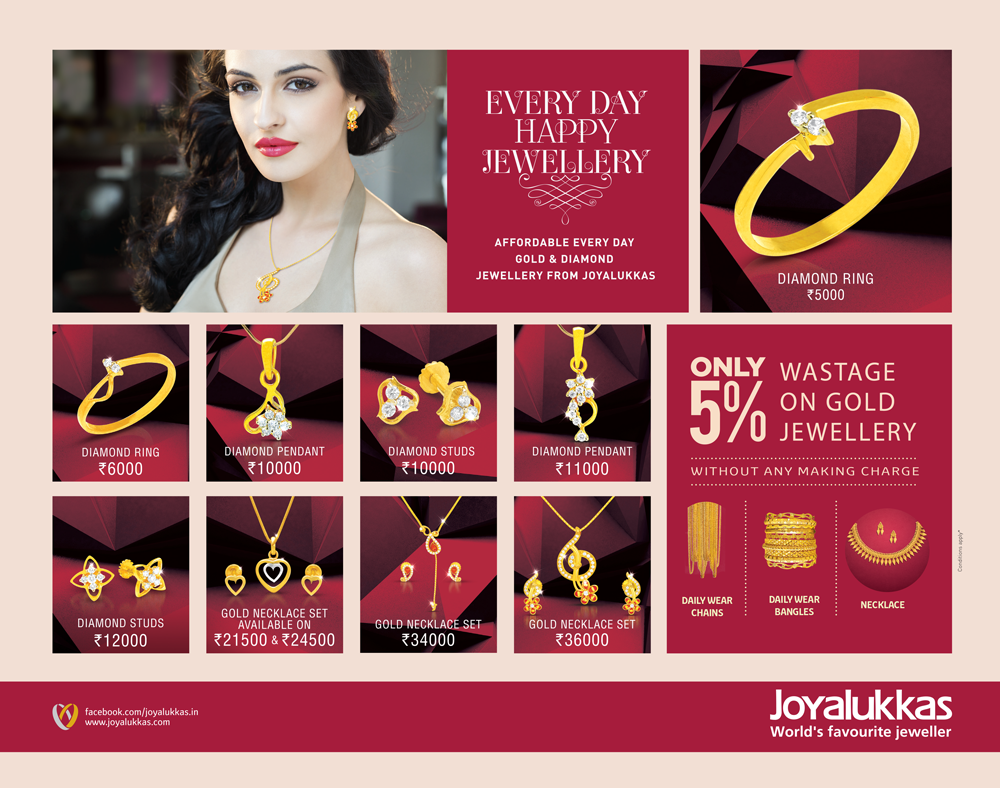 EVERY DAY
HAPPY
JEWELLERY
AFFORDABLE EVERY DAY
GOLD & DIAMOND
JEWELLERY FROM JOYALUKKAS
DIAMOND RING
₹5000
DIAMOND RING
₹6000
DIAMOND PENDANT
₹10000
DIAMOND STUDS
₹10000
DIAMOND PENDANT
₹11000
ONLY
5%
WASTAGE
ON GOLD
JEWELLERY
WITHOUT ANY MAKING CHARGE
DAILY WEAR
CHAINS
DAILY WEAR
BANGLES
NECKLACE
Conditions apply*
DIAMOND STUDS
₹12000
GOLD NECKLACE SET
AVAILABLE ON
₹21500 & ₹24500
GOLD NECKLACE SET
₹34000
GOLD NECKLACE SET
₹36000
facebook.com/joyalukkas.in
www.joyalukkas.com
Joyalukkas
World's favourite jeweller